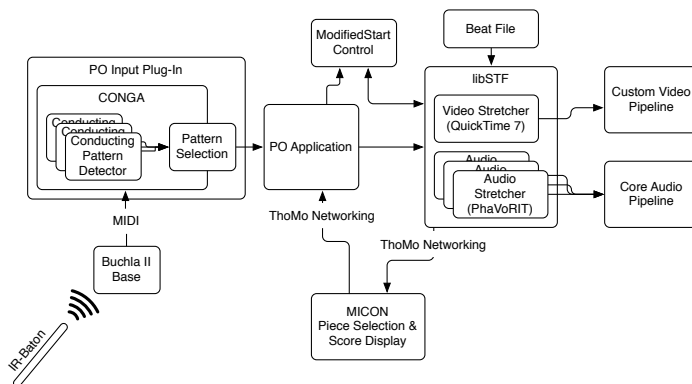 ModifiedStart
Control
Beat File
PO Input Plug-In
CONGA
Conducting
Conducting
Conducting
Pattern
Detector
Pattern
Selection
PO Application
libSTF
Video Stretcher
(QuickTime 7)
Audio
Audio
Audio
Stretcher
(PhaVoRIT)
Custom Video
Pipeline
Core Audio
Pipeline
MIDI
ThoMo Networking
ThoMo Networking
Buchla II
Base
IR-Baton
MICON
Piece Selection &
Score Display